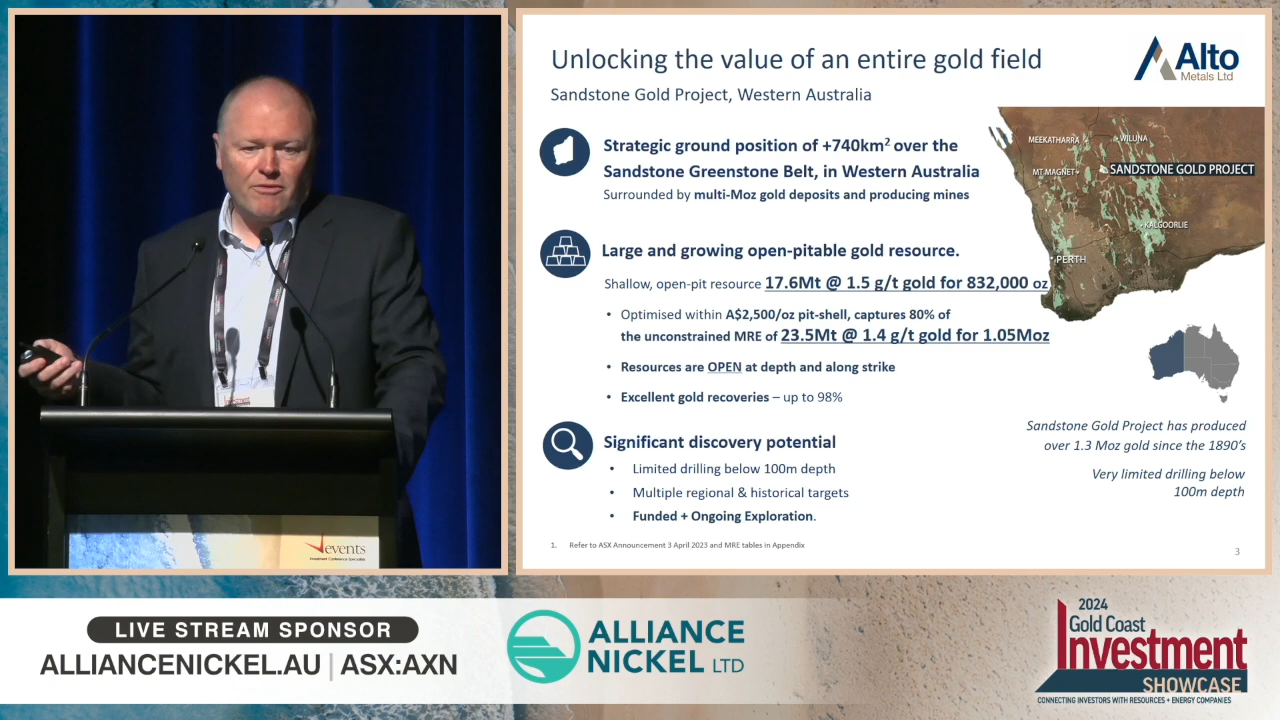 Unlocking the value of an entire gold field
Sandstone Gold Project, Western Australia
Alto
Metals Ltd
Strategic ground position of +740km² over the
Sandstone Greenstone Belt, in Western Australia
Surrounded by multi-Moz gold deposits and producing mines
MEEKATHARRA
WILUNA
MT MAGNET
SANDSTONE GOLD PROJECT
KALGOORLIE
PERTH
Large and growing open-pitable gold resource.
Shallow, open-pit resource 17.6Mt @ 1.5 g/t gold for 832,000 oz
• Optimised within A$2,500/oz pit-shell, captures 80% of
the unconstrained MRE of 23.5Mt @ 1.4 g/t gold for 1.05Moz
• Resources are OPEN at depth and along strike
• Excellent gold recoveries – up to 98%
Sandstone Gold Project has produced
over 1.3 Moz gold since the 1890's
Very limited drilling below
100m depth
Significant discovery potential
• Limited drilling below 100m depth
• Multiple regional & historical targets
• Funded + Ongoing Exploration.
1. Refer to ASX Announcement 3 April 2023 and MRE tables in Appendix
3
events
Investment Conference Specialists
LIVE STREAM SPONSOR
ALLIANCENICKEL.AU | ASX:AXN
ALLIANCE
NICKEL LTD
2024
Gold Coast
Investment
SHOWCASE
CONNECTING INVESTORS WITH RESOURCES + ENERGY COMPANIES